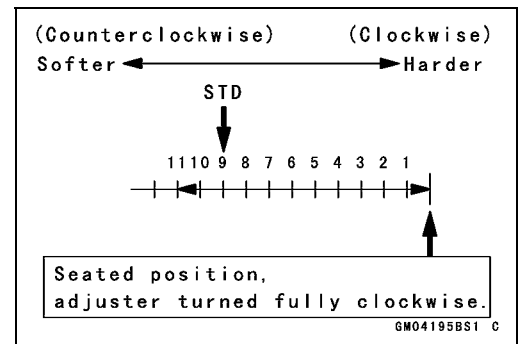 (Counterclockwise) (Clockwise)
Softer Harder
STD
11 10 9 8 7 6 5 4 3 2 1
Seated position,
adjuster turned fully clockwise.
GM04195BS1 C